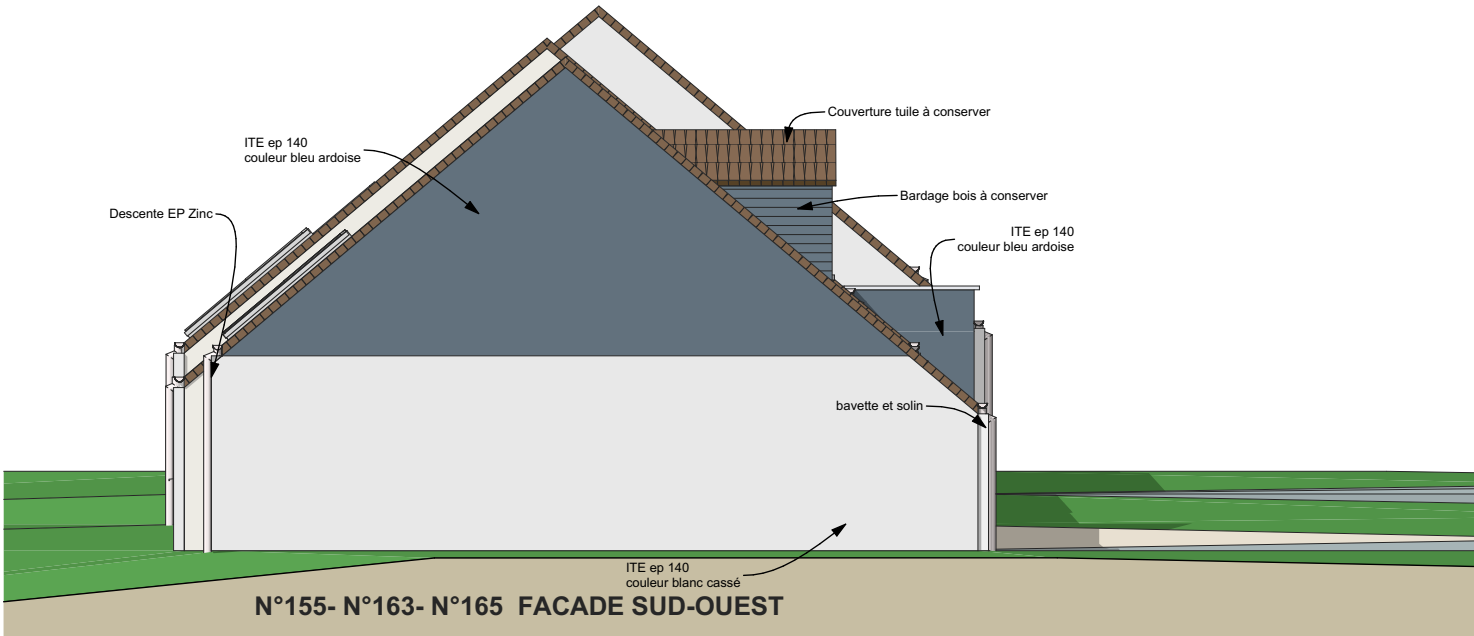 Couverture tuile à conserver
ITE ep 140
couleur bleu ardoise
Bardage bois à conserver
Descente EP Zinc
ITE ep 140
couleur bleu ardoise
bavette et solin
ITE ep 140
couleur blanc cassé
N°155- N°163- N°165 FACADE SUD-OUEST